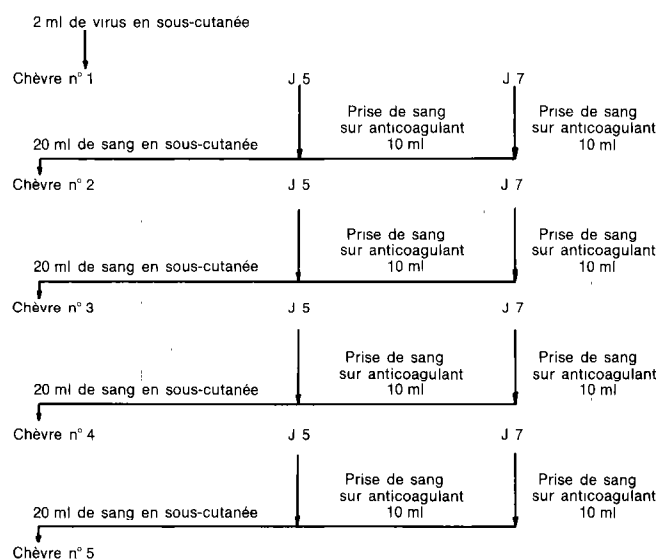 2 ml de virus en sous-cutanée
Chèvre n° 1 J 5 J 7
Prise de sang Prise de sang
sur anticoagulant sur anticoagulant
20 ml de sang en sous-cutanée 10 ml 10 ml
Chèvre n° 2 J 5 J 7
Prise de sang Prise de sang
sur anticoagulant sur anticoagulant
20 ml de sang en sous-cutanée 10 ml 10 ml
Chèvre n° 3 J 5 J 7
Prise de sang Prise de sang
sur anticoagulant sur anticoagulant
20 ml de sang en sous-cutanée 10 ml 10 ml
Chèvre n° 4 J 5 J 7
Prise de sang Prise de sang
sur anticoagulant sur anticoagulant
20 ml de sang en sous-cutanée 10 ml 10 ml
Chèvre n° 5